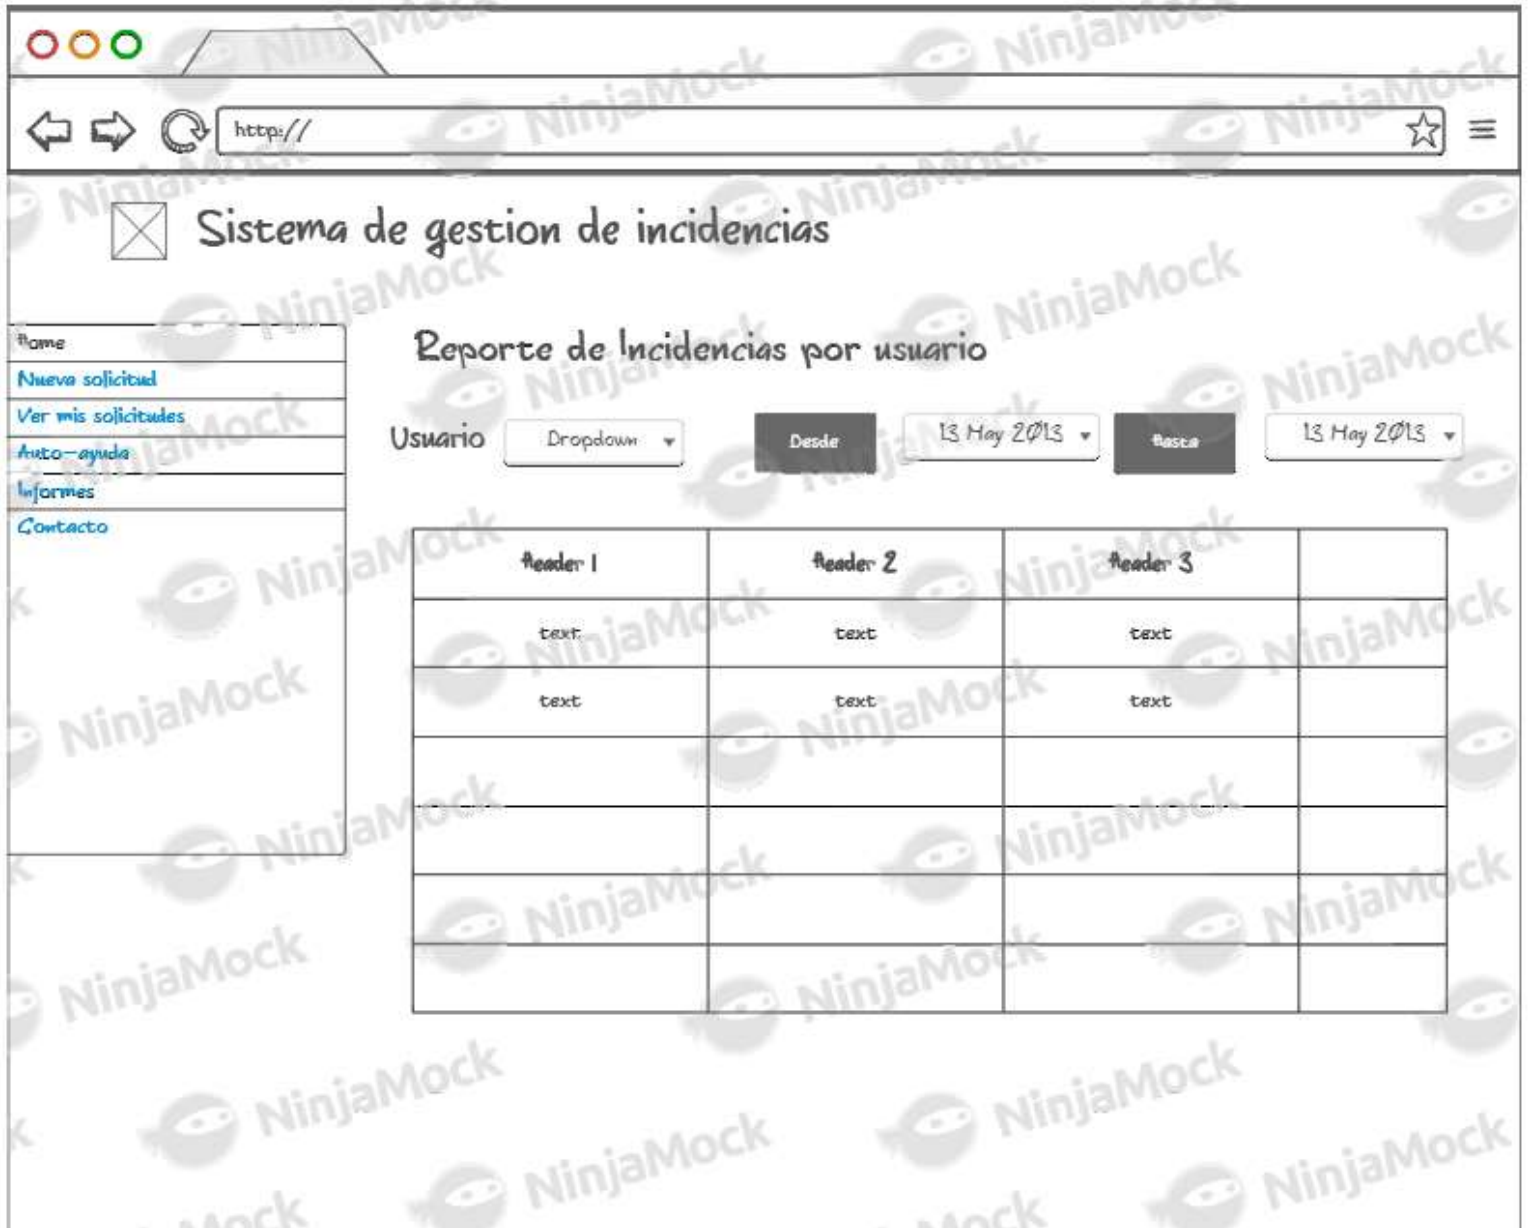 http://
Sistema de gestion de incidencias
Home
Nueva solicitud
Ver mis solicitudes
Auto-ayuda
Informes
Contacto
Reporte de Incidencias por usuario
Usuario Dropdown Desde 13 May 2013 Hasta 13 May 2013
Header 1 Header 2 Header 3
text text text
text text text
NinjaMock